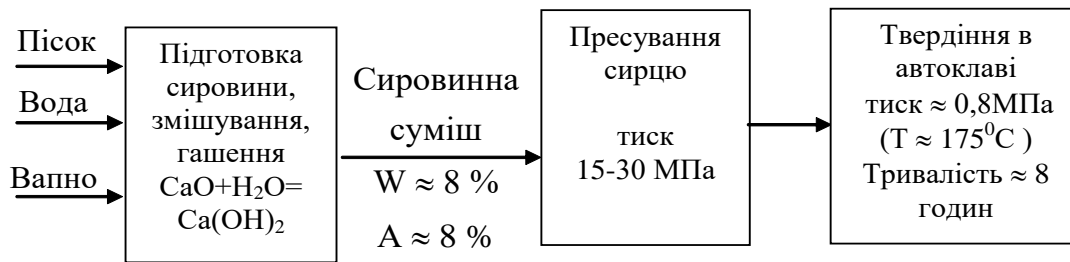 Пісок
Вода
Вапно
Підготовка
сировини,
змішування,
гашення
CaO+H₂O=
Ca(OH)₂
Сировинна
суміш
W ≈ 8 %
A ≈ 8 %
Пресування
сирцю
тиск
15-30 МПа
Твердіння в
автоклаві
тиск ≈ 0,8МПа
(T ≈ 175⁰C )
Тривалість ≈ 8
годин